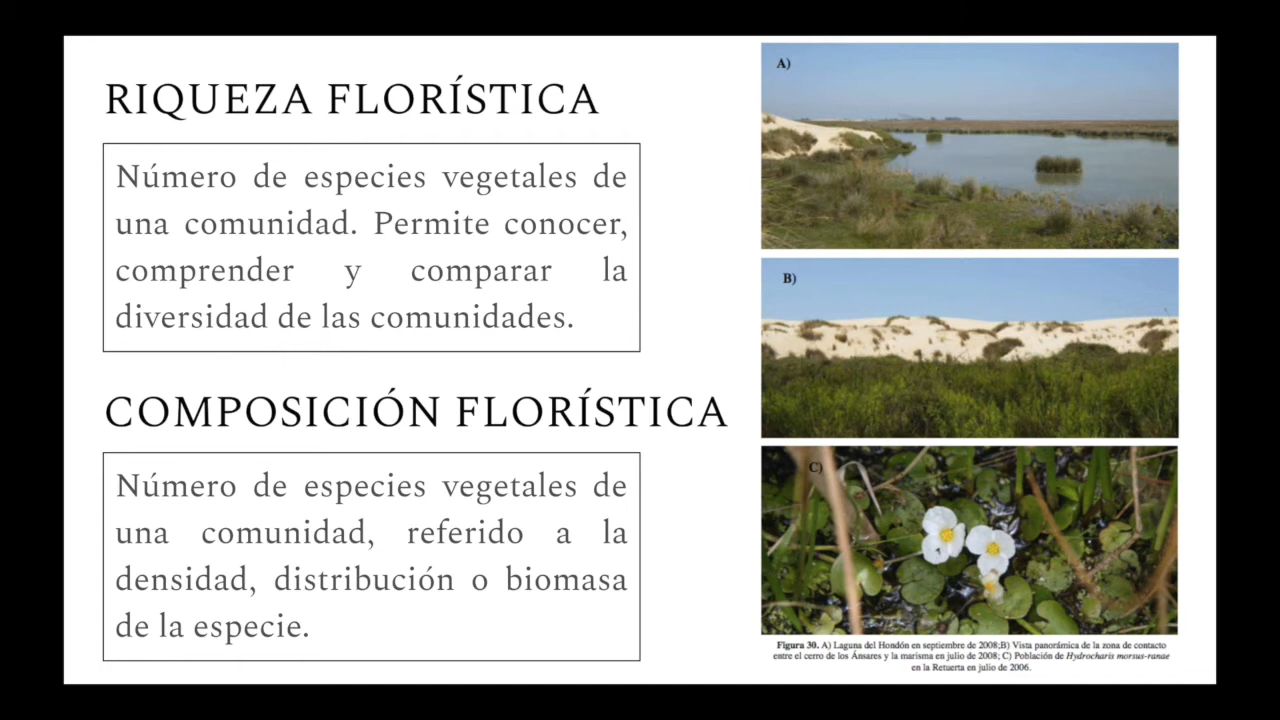 RIQUEZA FLORÍSTICA
Número de especies vegetales de
una comunidad. Permite conocer,
comprender y comparar la
diversidad de las comunidades.
COMPOSICIÓN FLORÍSTICA
Número de especies vegetales de
una comunidad, referido a la
densidad, distribución o biomasa
de la especie.
A)
B)
C)
Figura 30. A) Laguna del Hondón en septiembre de 2008;B) Vista panorámica de la zona de contacto
entre el cerro de los Ánsares y la marisma en julio de 2008; C) Población de Hydrocharis morsus-ranae
en la Retuerta en julio de 2006.